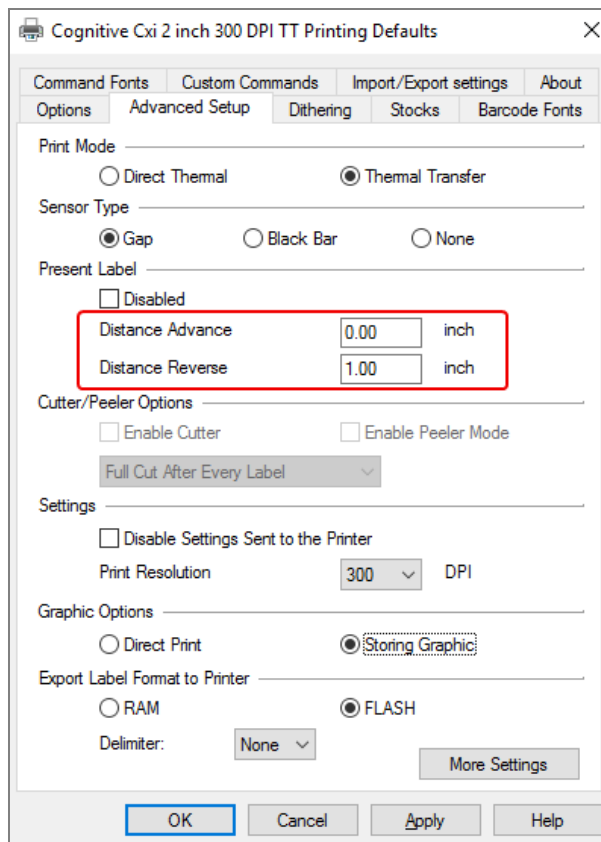 Cognitive Cxi 2 inch 300 DPI TT Printing Defaults
Command Fonts Custom Commands Import/Export settings About
Options Advanced Setup Dithering Stocks Barcode Fonts
Print Mode
Direct Thermal Thermal Transfer
Sensor Type
Gap Black Bar None
Present Label
Disabled
Distance Advance 0.00 inch
Distance Reverse 1.00 inch
Cutter/Peeler Options
Enable Cutter Enable Peeler Mode
Full Cut After Every Label
Settings
Disable Settings Sent to the Printer
Print Resolution 300 DPI
Graphic Options
Direct Print Storing Graphic
Export Label Format to Printer
RAM FLASH
Delimiter: None
More Settings
OK Cancel Apply Help